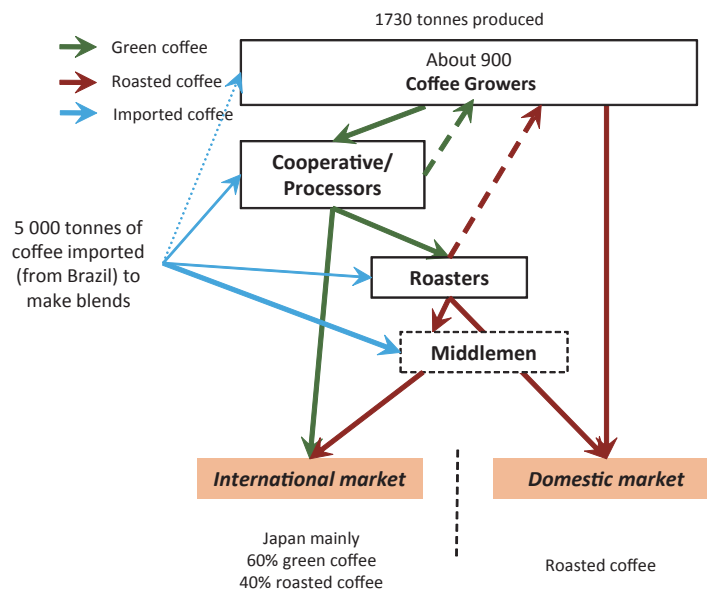 1730 tonnes produced
Green coffee
Roasted coffee
Imported coffee
About 900
Coffee Growers
Cooperative/
Processors
5 000 tonnes of
coffee imported
(from Brazil) to
make blends
Roasters
Middlemen
International market
Domestic market
Japan mainly
60% green coffee
40% roasted coffee
Roasted coffee